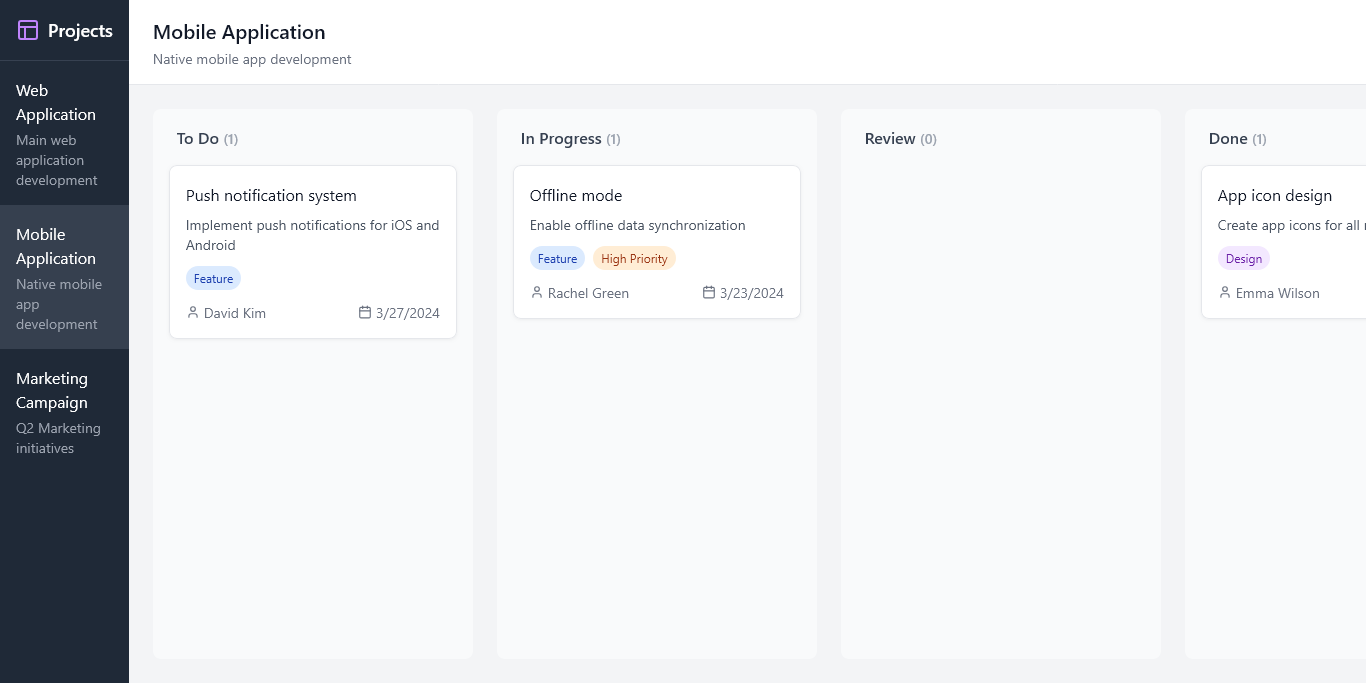 Projects
Web
Application
Main web
application
development
Mobile
Application
Native mobile
app
development
Marketing
Campaign
Q2 Marketing
initiatives
Mobile Application
Native mobile app development
To Do (1)
Push notification system
Implement push notifications for iOS and
Android
Feature
David Kim 3/27/2024
In Progress (1)
Offline mode
Enable offline data synchronization
Feature High Priority
Rachel Green 3/23/2024
Review (0)
Done (1)
App icon design
Create app icons for all
Design
Emma Wilson